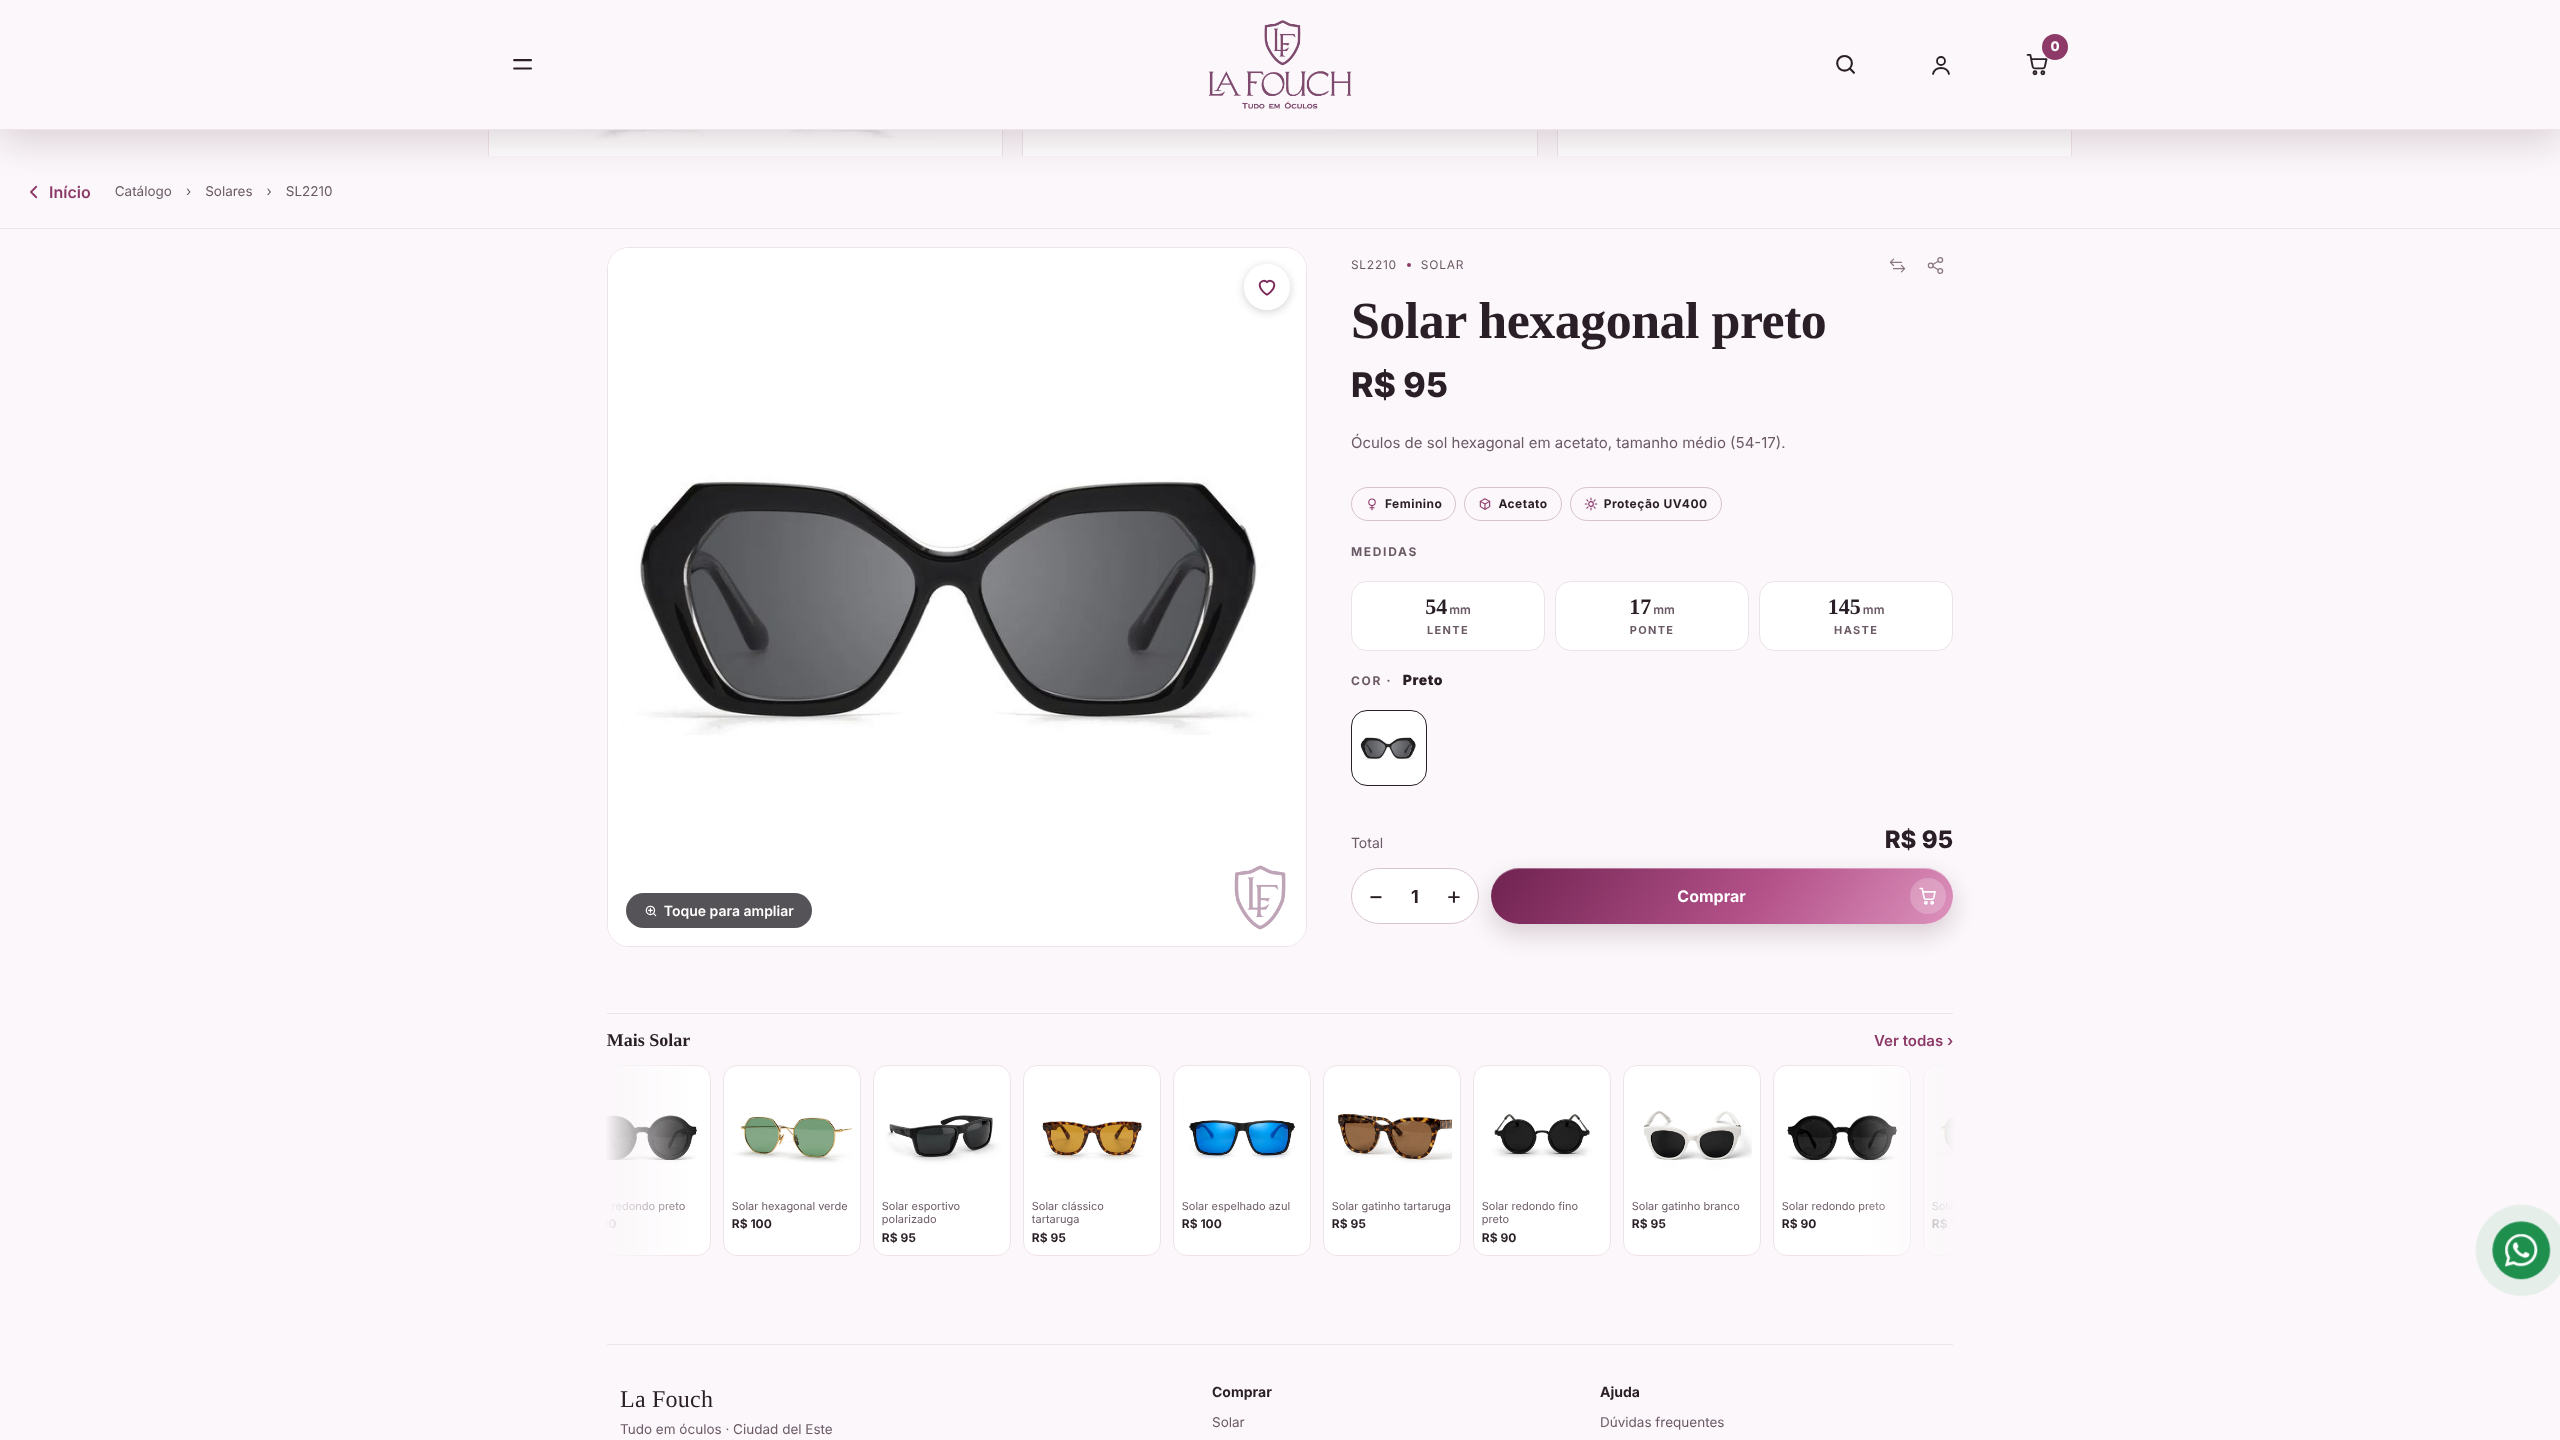 LF
LA FOUCH
TUDO EM ÓCULOS
0
Início
Catálogo › Solares › SL2210
SL2210 • SOLAR
Solar hexagonal preto
R$ 95
Óculos de sol hexagonal em acetato, tamanho médio (54-17).
Feminino
Acetato
Proteção UV400
MEDIDAS
54 mm
LENTE
17 mm
PONTE
145 mm
HASTE
COR · Preto
Total
R$ 95
− 1 +
Comprar
Toque para ampliar
LF
Mais Solar
Ver todas ›
redondo preto
Solar hexagonal verde
R$ 100
Solar esportivo
polarizado
R$ 95
Solar clássico
tartaruga
R$ 95
Solar espelhado azul
R$ 100
Solar gatinho tartaruga
R$ 95
Solar redondo fino
preto
R$ 90
Solar gatinho branco
R$ 95
Solar redondo preto
R$ 90
R$
La Fouch
Tudo em óculos · Ciudad del Este
Comprar
Solar
Ajuda
Dúvidas frequentes